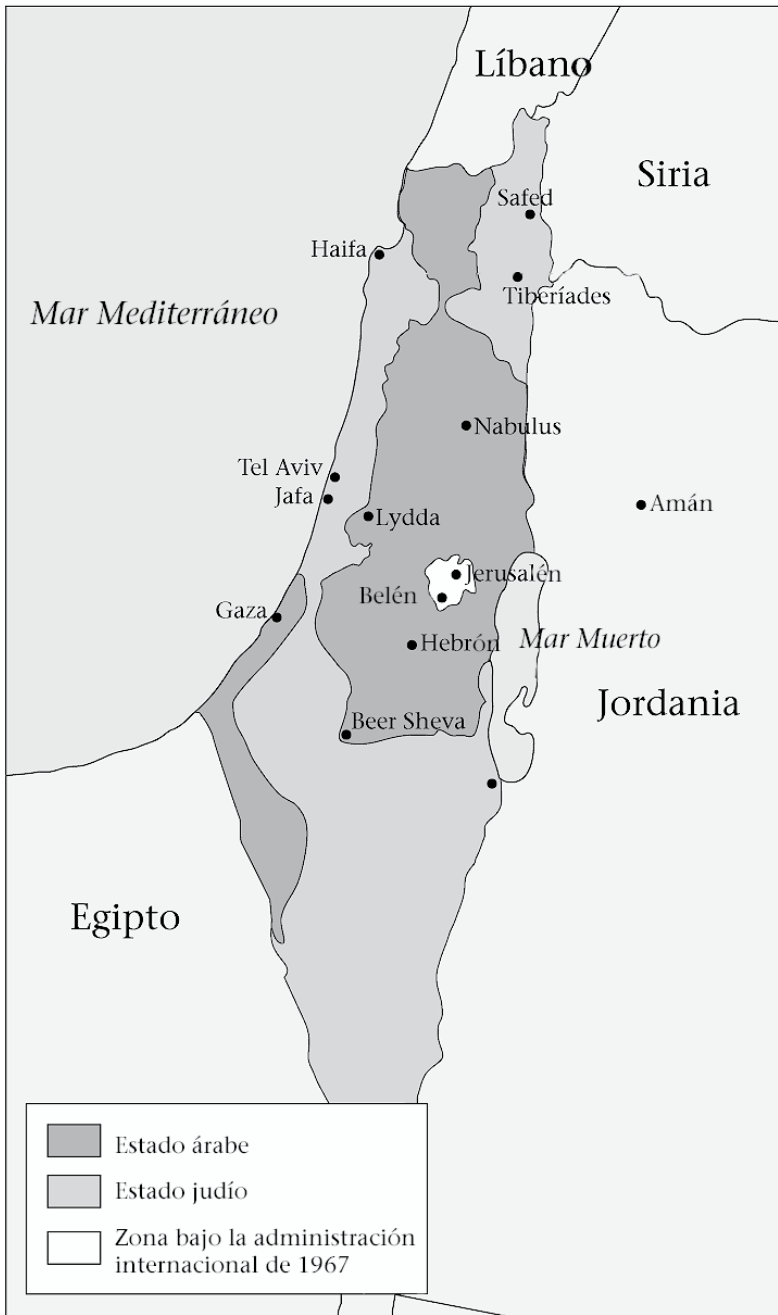 Líbano
Siria
Safed
Haifa
Tiberíades
Mar Mediterráneo
Nabulus
Tel Aviv
Jafa
Amán
Lydda
Jerusalén
Belén
Gaza
Hebrón
Mar Muerto
Jordania
Beer Sheva
Egipto
Estado árabe
Estado judío
Zona bajo la administración
internacional de 1967